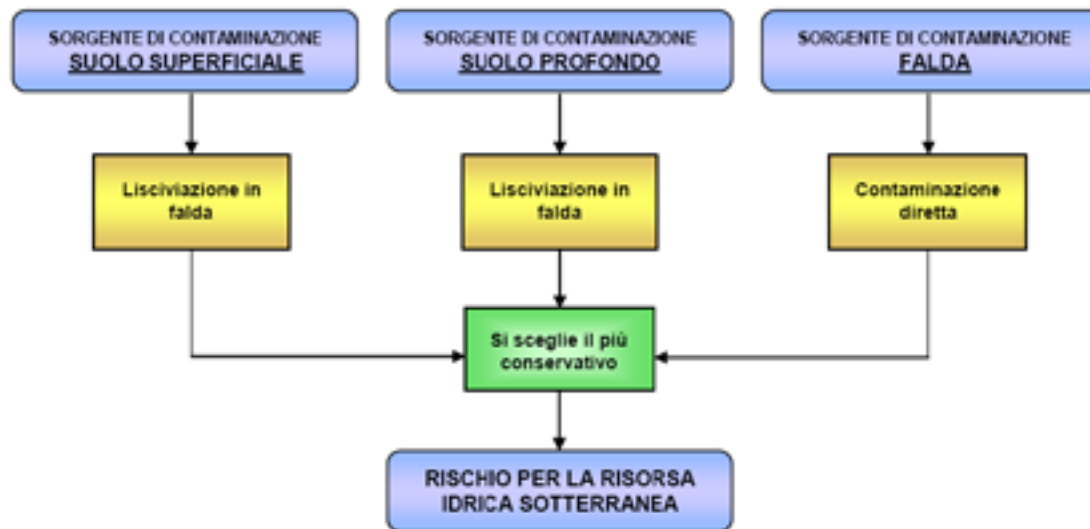 SORGENTE DI CONTAMINAZIONE
SUOLO SUPERFICIALE
SORGENTE DI CONTAMINAZIONE
SUOLO PROFONDO
SORGENTE DI CONTAMINAZIONE
FALDA
Lisciviazione in
falda
Lisciviazione in
falda
Contaminazione
diretta
Si sceglie il più
conservativo
RISCHIO PER LA RISORSA
IDRICA SOTTERRANEA